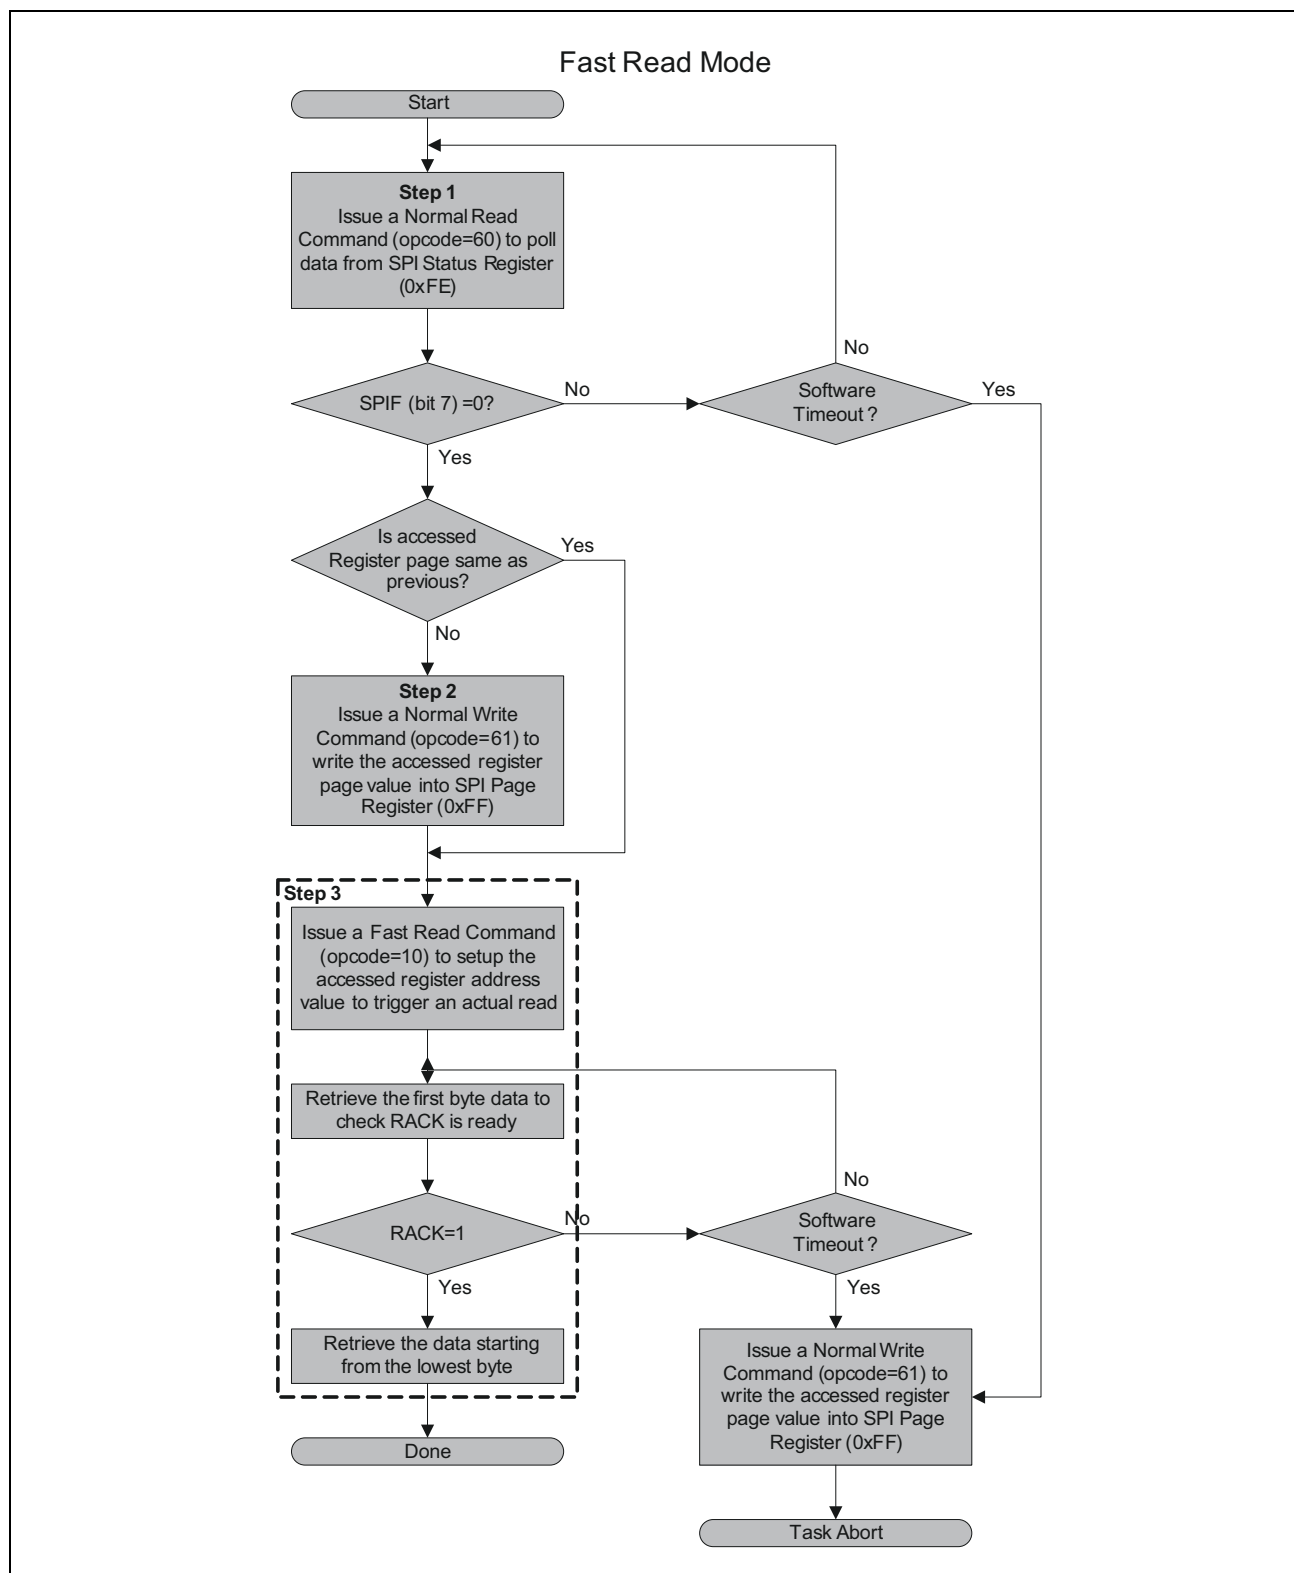 Fast Read Mode
Start
Step 1
Issue a Normal Read
Command (opcode=60) to poll
data from SPI Status Register
(0xFE)
SPIF (bit 7) =0?
No
Software
Timeout ?
No
Yes
Yes
Is accessed
Register page same as
previous?
Yes
No
Step 2
Issue a Normal Write
Command (opcode=61) to
write the accessed register
page value into SPI Page
Register (0xFF)
Step 3
Issue a Fast Read Command
(opcode=10) to setup the
accessed register address
value to trigger an actual read
Retrieve the first byte data to
check RACK is ready
RACK=1
No
Software
Timeout ?
No
Yes
Yes
Retrieve the data starting
from the lowest byte
Done
Issue a Normal Write
Command (opcode=61) to
write the accessed register
page value into SPI Page
Register (0xFF)
Task Abort